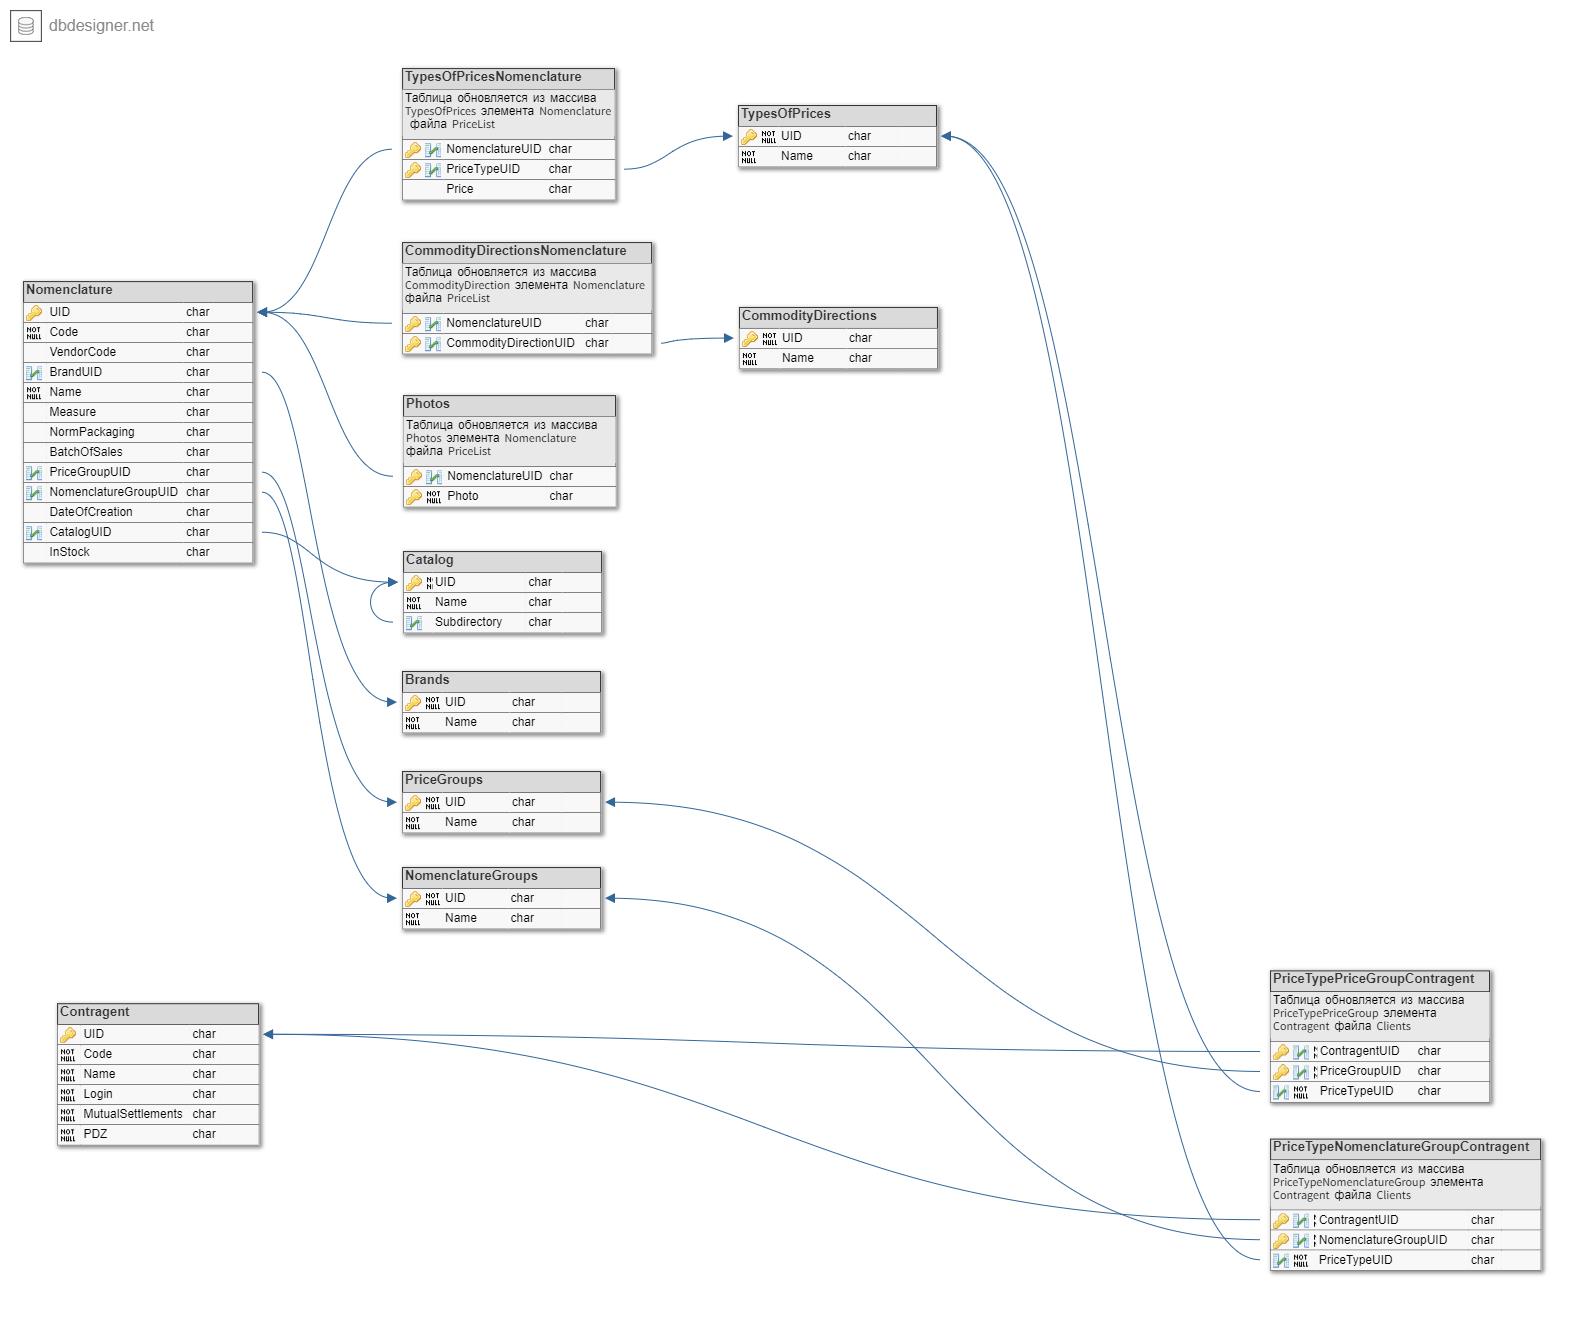 dbdesigner.net
TypesOfPricesNomenclature
Таблица обновляется из массива
TypesOfPrices элемента Nomenclature
файла PriceList
NomenclatureUID char
PriceTypeUID char
Price char
TypesOfPrices
NOT NULL UID char
NOT NULL Name char
CommodityDirectionsNomenclature
Таблица обновляется из массива
CommodityDirection элемента Nomenclature
файла PriceList
NomenclatureUID char
CommodityDirectionUID char
CommodityDirections
NOT NULL UID char
NOT NULL Name char
Nomenclature
UID char
NOT NULL Code char
VendorCode char
BrandUID char
NOT NULL Name char
Measure char
NormPackaging char
BatchOfSales char
PriceGroupUID char
NomenclatureGroupUID char
DateOfCreation char
CatalogUID char
InStock char
Photos
Таблица обновляется из массива
Photos элемента Nomenclature
файла PriceList
NomenclatureUID char
NOT NULL Photo char
Catalog
UID char
NOT NULL Name char
Subdirectory char
Brands
NOT NULL UID char
NOT NULL Name char
PriceGroups
NOT NULL UID char
NOT NULL Name char
NomenclatureGroups
NOT NULL UID char
NOT NULL Name char
Contragent
UID char
NOT NULL Code char
NOT NULL Name char
NOT NULL Login char
NOT NULL MutualSettlements char
NOT NULL PDZ char
PriceTypePriceGroupContragent
Таблица обновляется из массива
PriceTypePriceGroup элемента
Contragent файла Clients
ContragentUID char
PriceGroupUID char
NOT NULL PriceTypeUID char
PriceTypeNomenclatureGroupContragent
Таблица обновляется из массива
PriceTypeNomenclatureGroup элемента
Contragent файла Clients
ContragentUID char
NomenclatureGroupUID char
NOT NULL PriceTypeUID char